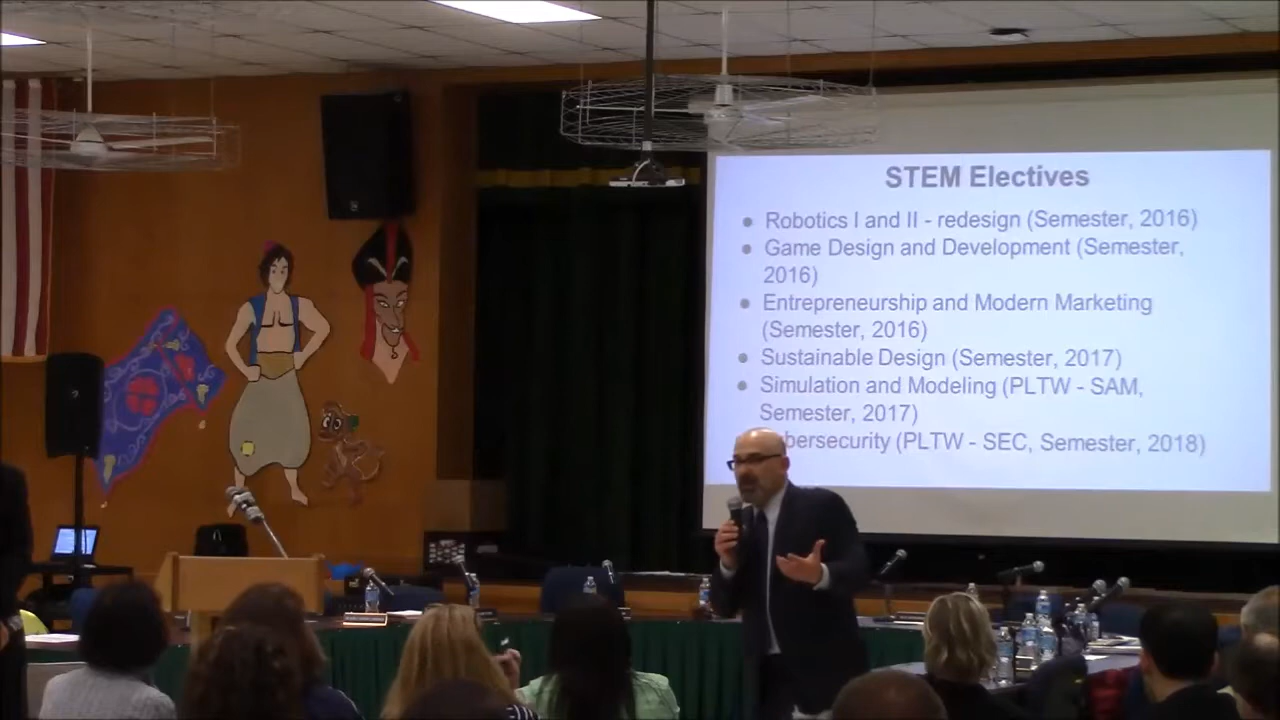 STEM Electives
● Robotics I and II - redesign (Semester, 2016)
● Game Design and Development (Semester,
2016)
● Entrepreneurship and Modern Marketing
(Semester, 2016)
● Sustainable Design (Semester, 2017)
● Simulation and Modeling (PLTW - SAM,
Semester, 2017)
bersecurity (PLTW - SEC, Semester, 2018)